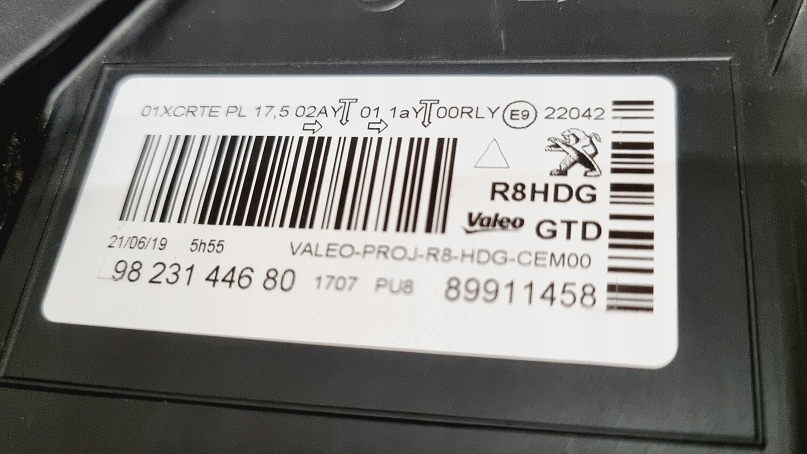 01XCRTE PL 17,5 02AY 01 1aY 00RLY E9 22042
R8HDG
Valeo GTD
21/06/19 5h55 VALEO-PROJ-R8-HDG-CEM00
98 231 446 80 1707 PU8 89911458